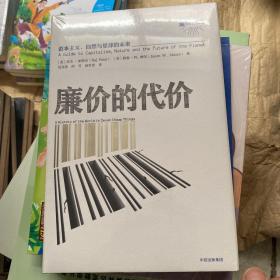 资本主义、自然与星球的未来
A Guide to Capitalism, Nature and the Future of the Planet
廉价的代价
A History of the World in Seven Cheap Things
中信出版集团